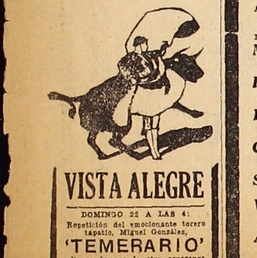 VISTA ALEGRE
DOMINGO 22 A LAS 4:
Repetición del emocionante torero
tapatío, Miguel González,
'TEMERARIO'